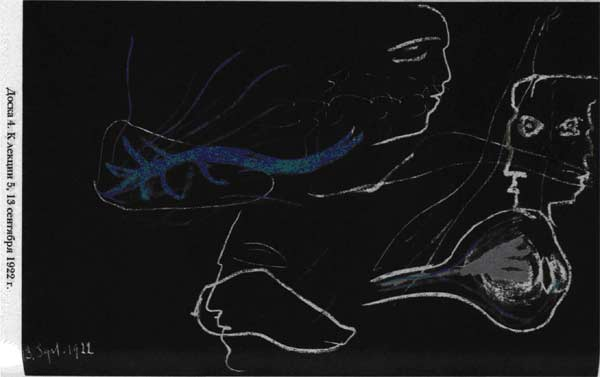 Доска 4. К лекции 5, 13 сентября 1922 г.
13. Sept. 1922